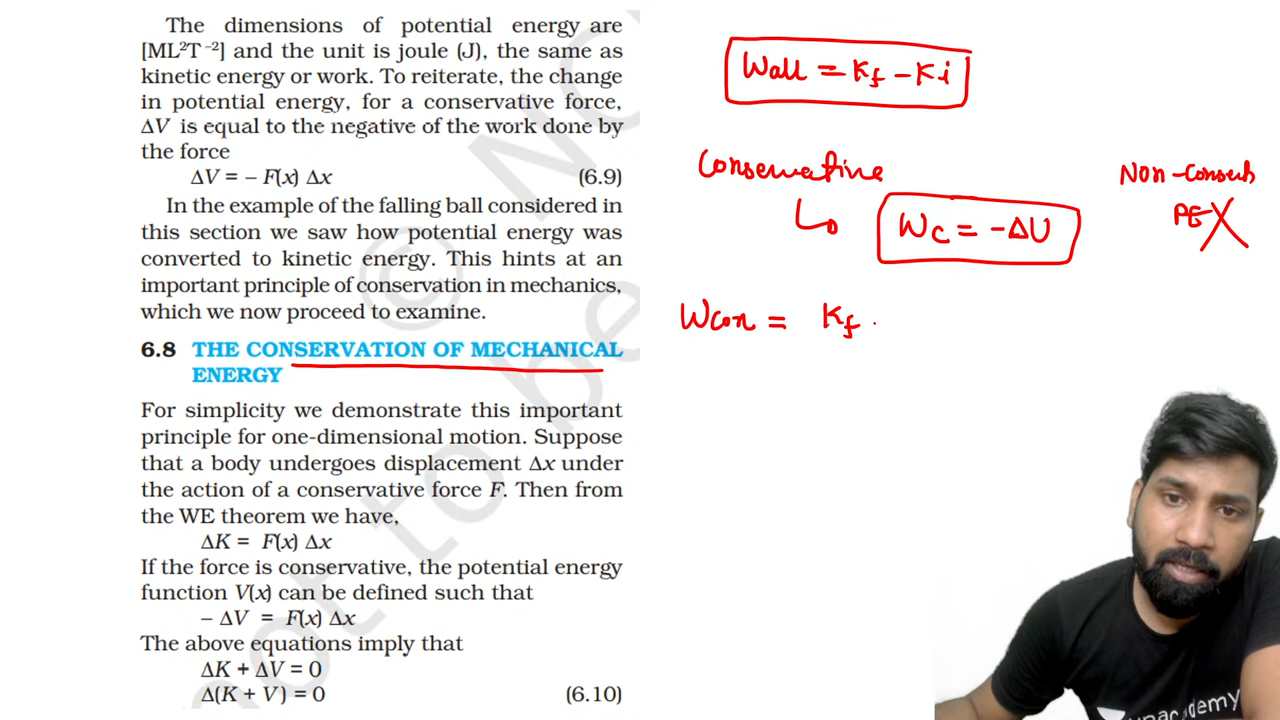 The dimensions of potential energy are
[ML²T⁻²] and the unit is joule (J), the same as
kinetic energy or work. To reiterate, the change
in potential energy, for a conservative force,
ΔV is equal to the negative of the work done by
the force
ΔV = − F(x) Δx (6.9)
In the example of the falling ball considered in
this section we saw how potential energy was
converted to kinetic energy. This hints at an
important principle of conservation in mechanics,
which we now proceed to examine.
6.8 THE CONSERVATION OF MECHANICAL
ENERGY
For simplicity we demonstrate this important
principle for one-dimensional motion. Suppose
that a body undergoes displacement Δx under
the action of a conservative force F. Then from
the WE theorem we have,
ΔK = F(x) Δx
If the force is conservative, the potential energy
function V(x) can be defined such that
− ΔV = F(x) Δx
The above equations imply that
ΔK + ΔV = 0
Δ(K + V) = 0 (6.10)
Wall = Kf − Ki
Conservative
Wc = −ΔU
Non-Conserv
PE
Wcon = Kf
not to be